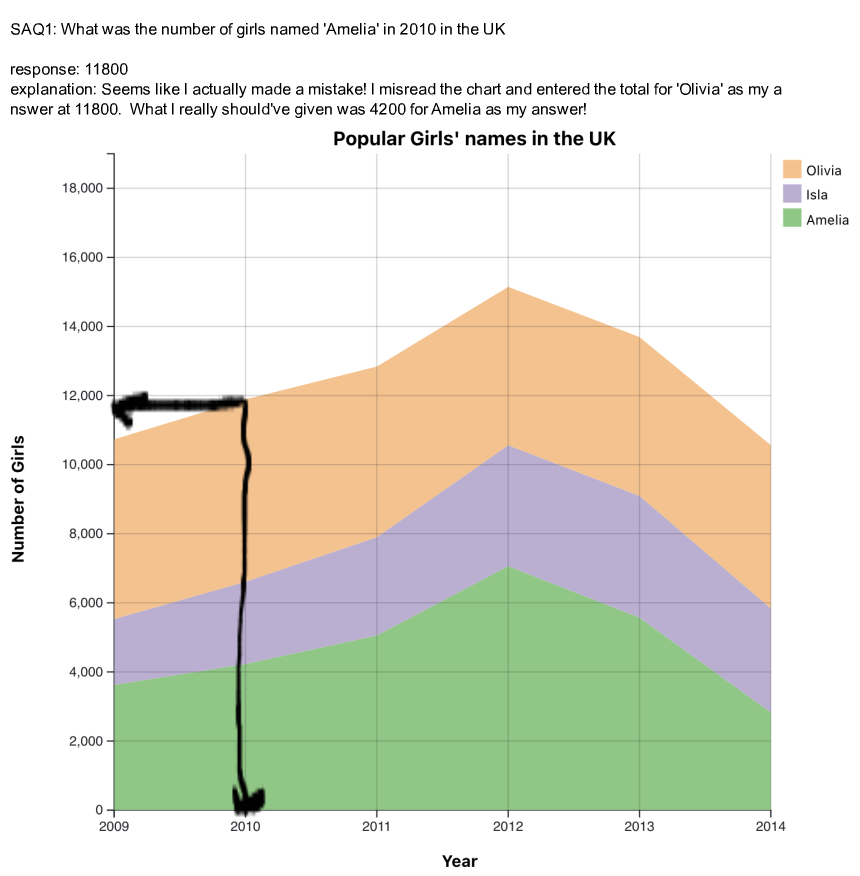 SAQ1: What was the number of girls named 'Amelia' in 2010 in the UK
response: 11800
explanation: Seems like I actually made a mistake! I misread the chart and entered the total for 'Olivia' as my a
nswer at 11800.  What I really should've given was 4200 for Amelia as my answer!
Popular Girls' names in the UK
Olivia
Isla
Amelia
18,000
16,000
14,000
12,000
10,000
8,000
6,000
4,000
2,000
0
Number of Girls
2009 2010 2011 2012 2013 2014
Year